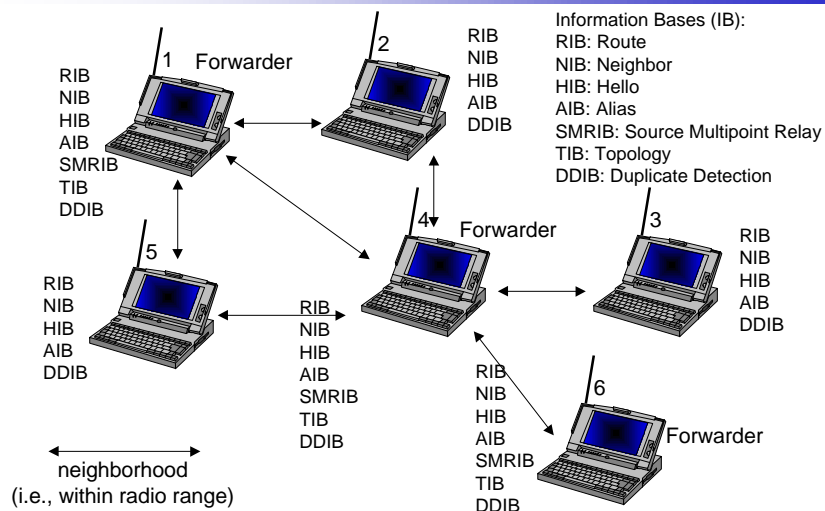 Information Bases (IB):
RIB: Route
NIB: Neighbor
HIB: Hello
AIB: Alias
SMRIB: Source Multipoint Relay
TIB: Topology
DDIB: Duplicate Detection
1
Forwarder
RIB
NIB
HIB
AIB
SMRIB
TIB
DDIB
2
RIB
NIB
HIB
AIB
DDIB
4
Forwarder
RIB
NIB
HIB
AIB
SMRIB
TIB
DDIB
3
RIB
NIB
HIB
AIB
DDIB
5
RIB
NIB
HIB
AIB
DDIB
6
Forwarder
RIB
NIB
HIB
AIB
SMRIB
TIB
DDIB
neighborhood
(i.e., within radio range)